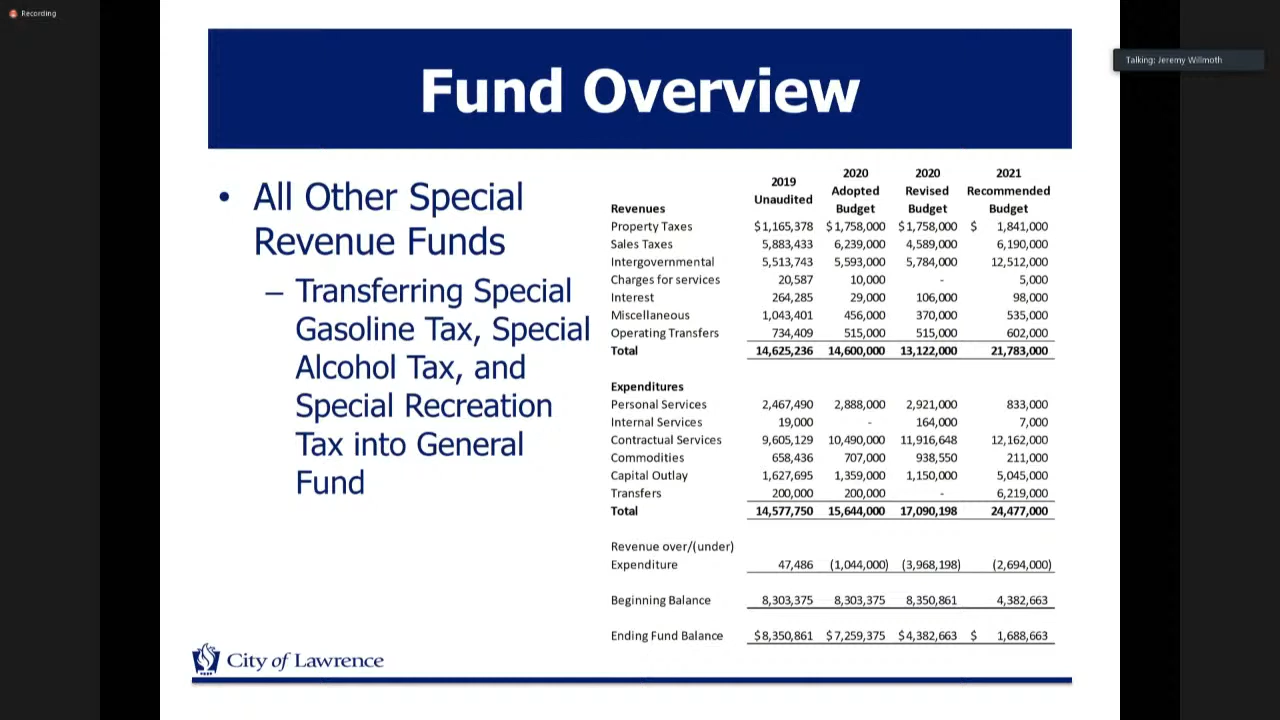 Recording
Talking: Jeremy Willmoth
Fund Overview
• All Other Special
Revenue Funds
– Transferring Special
Gasoline Tax, Special
Alcohol Tax, and
Special Recreation
Tax into General
Fund
2019 2020 2020 2021
Unaudited Adopted Revised Recommended
Revenues Budget Budget Budget
Property Taxes $1,165,378 $1,758,000 $1,758,000 $ 1,841,000
Sales Taxes 5,883,433 6,239,000 4,589,000 6,190,000
Intergovernmental 5,513,743 5,593,000 5,784,000 12,512,000
Charges for services 20,587 10,000 - 5,000
Interest 264,285 29,000 106,000 98,000
Miscellaneous 1,043,401 456,000 370,000 535,000
Operating Transfers 734,409 515,000 515,000 602,000
Total 14,625,236 14,600,000 13,122,000 21,783,000
Expenditures
Personal Services 2,467,490 2,888,000 2,921,000 833,000
Internal Services 19,000 - 164,000 7,000
Contractual Services 9,605,129 10,490,000 11,916,648 12,162,000
Commodities 658,436 707,000 938,550 211,000
Capital Outlay 1,627,695 1,359,000 1,150,000 5,045,000
Transfers 200,000 200,000 - 6,219,000
Total 14,577,750 15,644,000 17,090,198 24,477,000
Revenue over/(under)
Expenditure 47,486 (1,044,000) (3,968,198) (2,694,000)
Beginning Balance 8,303,375 8,303,375 8,350,861 4,382,663
Ending Fund Balance $8,350,861 $7,259,375 $4,382,663 $ 1,688,663
City of Lawrence